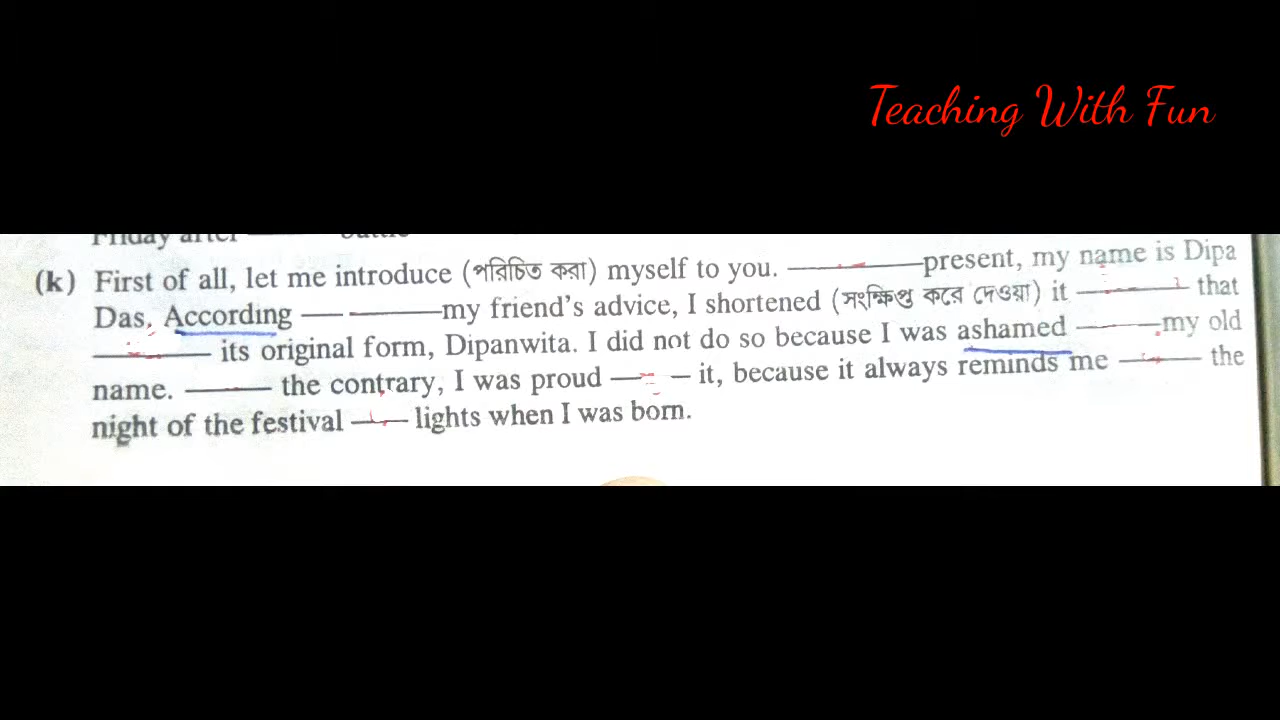 Teaching With Fun
Friday after ——— battle
(k) First of all, let me introduce (পরিচিত করা) myself to you. ———present, my name is Dipa
Das. According — ———my friend's advice, I shortened (সংক্ষিপ্ত করে দেওয়া) it ——— that
——— its original form, Dipanwita. I did not do so because I was ashamed ———my old
name. ——— the contrary, I was proud — — it, because it always reminds me ——— the
night of the festival ——— lights when I was born.